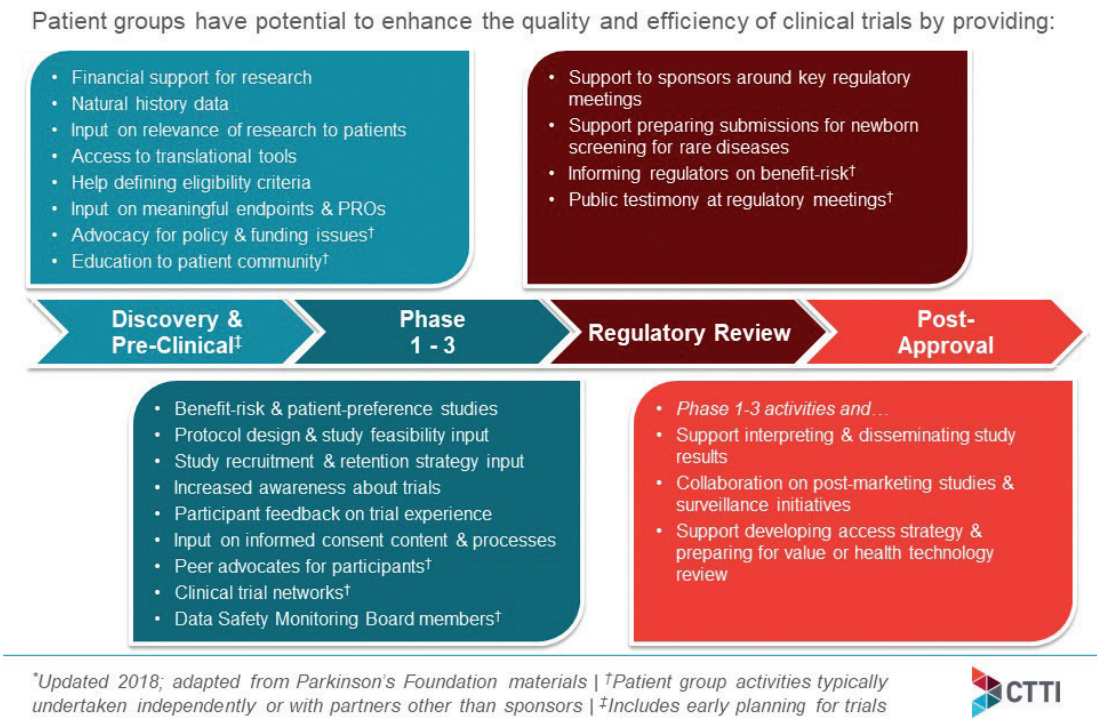 Patient groups have potential to enhance the quality and efficiency of clinical trials by providing:
• Financial support for research
• Natural history data
• Input on relevance of research to patients
• Access to translational tools
• Help defining eligibility criteria
• Input on meaningful endpoints & PROs
• Advocacy for policy & funding issues†
• Education to patient community†
• Support to sponsors around key regulatory
meetings
• Support preparing submissions for newborn
screening for rare diseases
• Informing regulators on benefit-risk†
• Public testimony at regulatory meetings†
Discovery &
Pre-Clinical‡
Phase
1 - 3
Regulatory Review
Post-
Approval
• Benefit-risk & patient-preference studies
• Protocol design & study feasibility input
• Study recruitment & retention strategy input
• Increased awareness about trials
• Participant feedback on trial experience
• Input on informed consent content & processes
• Peer advocates for participants†
• Clinical trial networks†
• Data Safety Monitoring Board members†
• Phase 1-3 activities and…
• Support interpreting & disseminating study
results
• Collaboration on post-marketing studies &
surveillance initiatives
• Support developing access strategy &
preparing for value or health technology
review
*Updated 2018; adapted from Parkinson's Foundation materials | †Patient group activities typically
undertaken independently or with partners other than sponsors | ‡Includes early planning for trials
CTTI